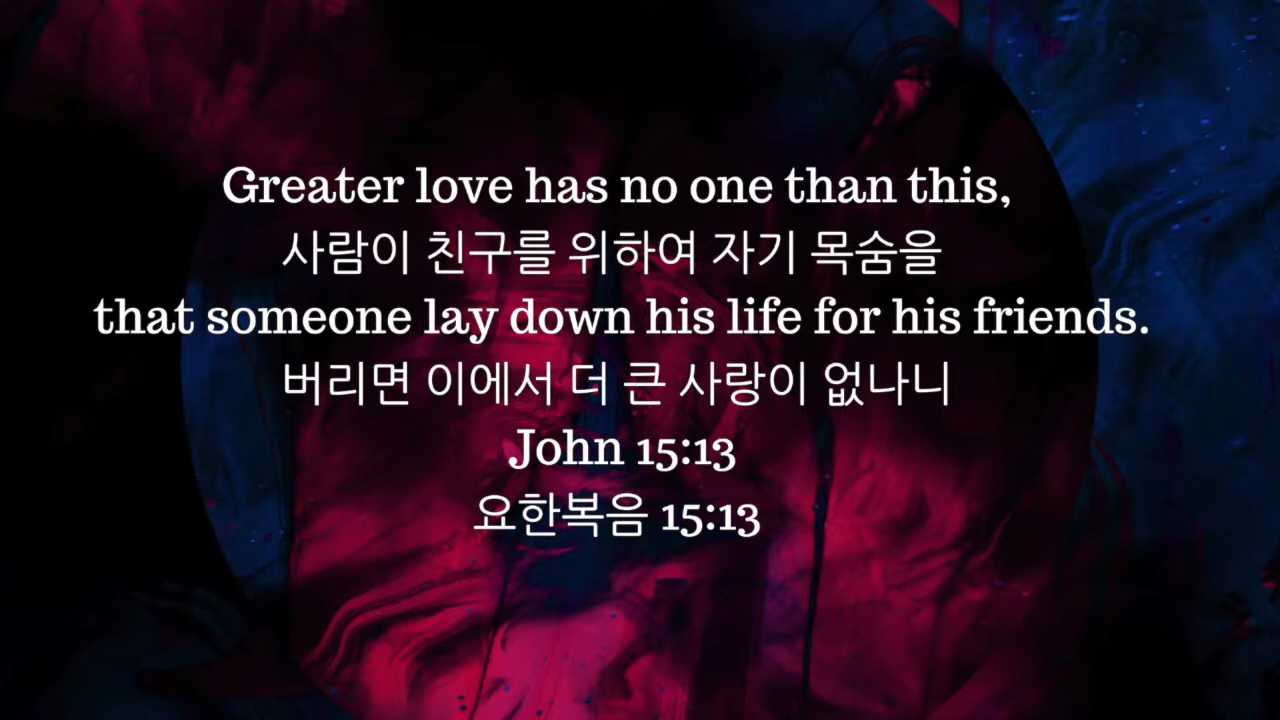 Greater love has no one than this,
사람이 친구를 위하여 자기 목숨을
that someone lay down his life for his friends.
버리면 이에서 더 큰 사랑이 없나니
John 15:13
요한복음 15:13